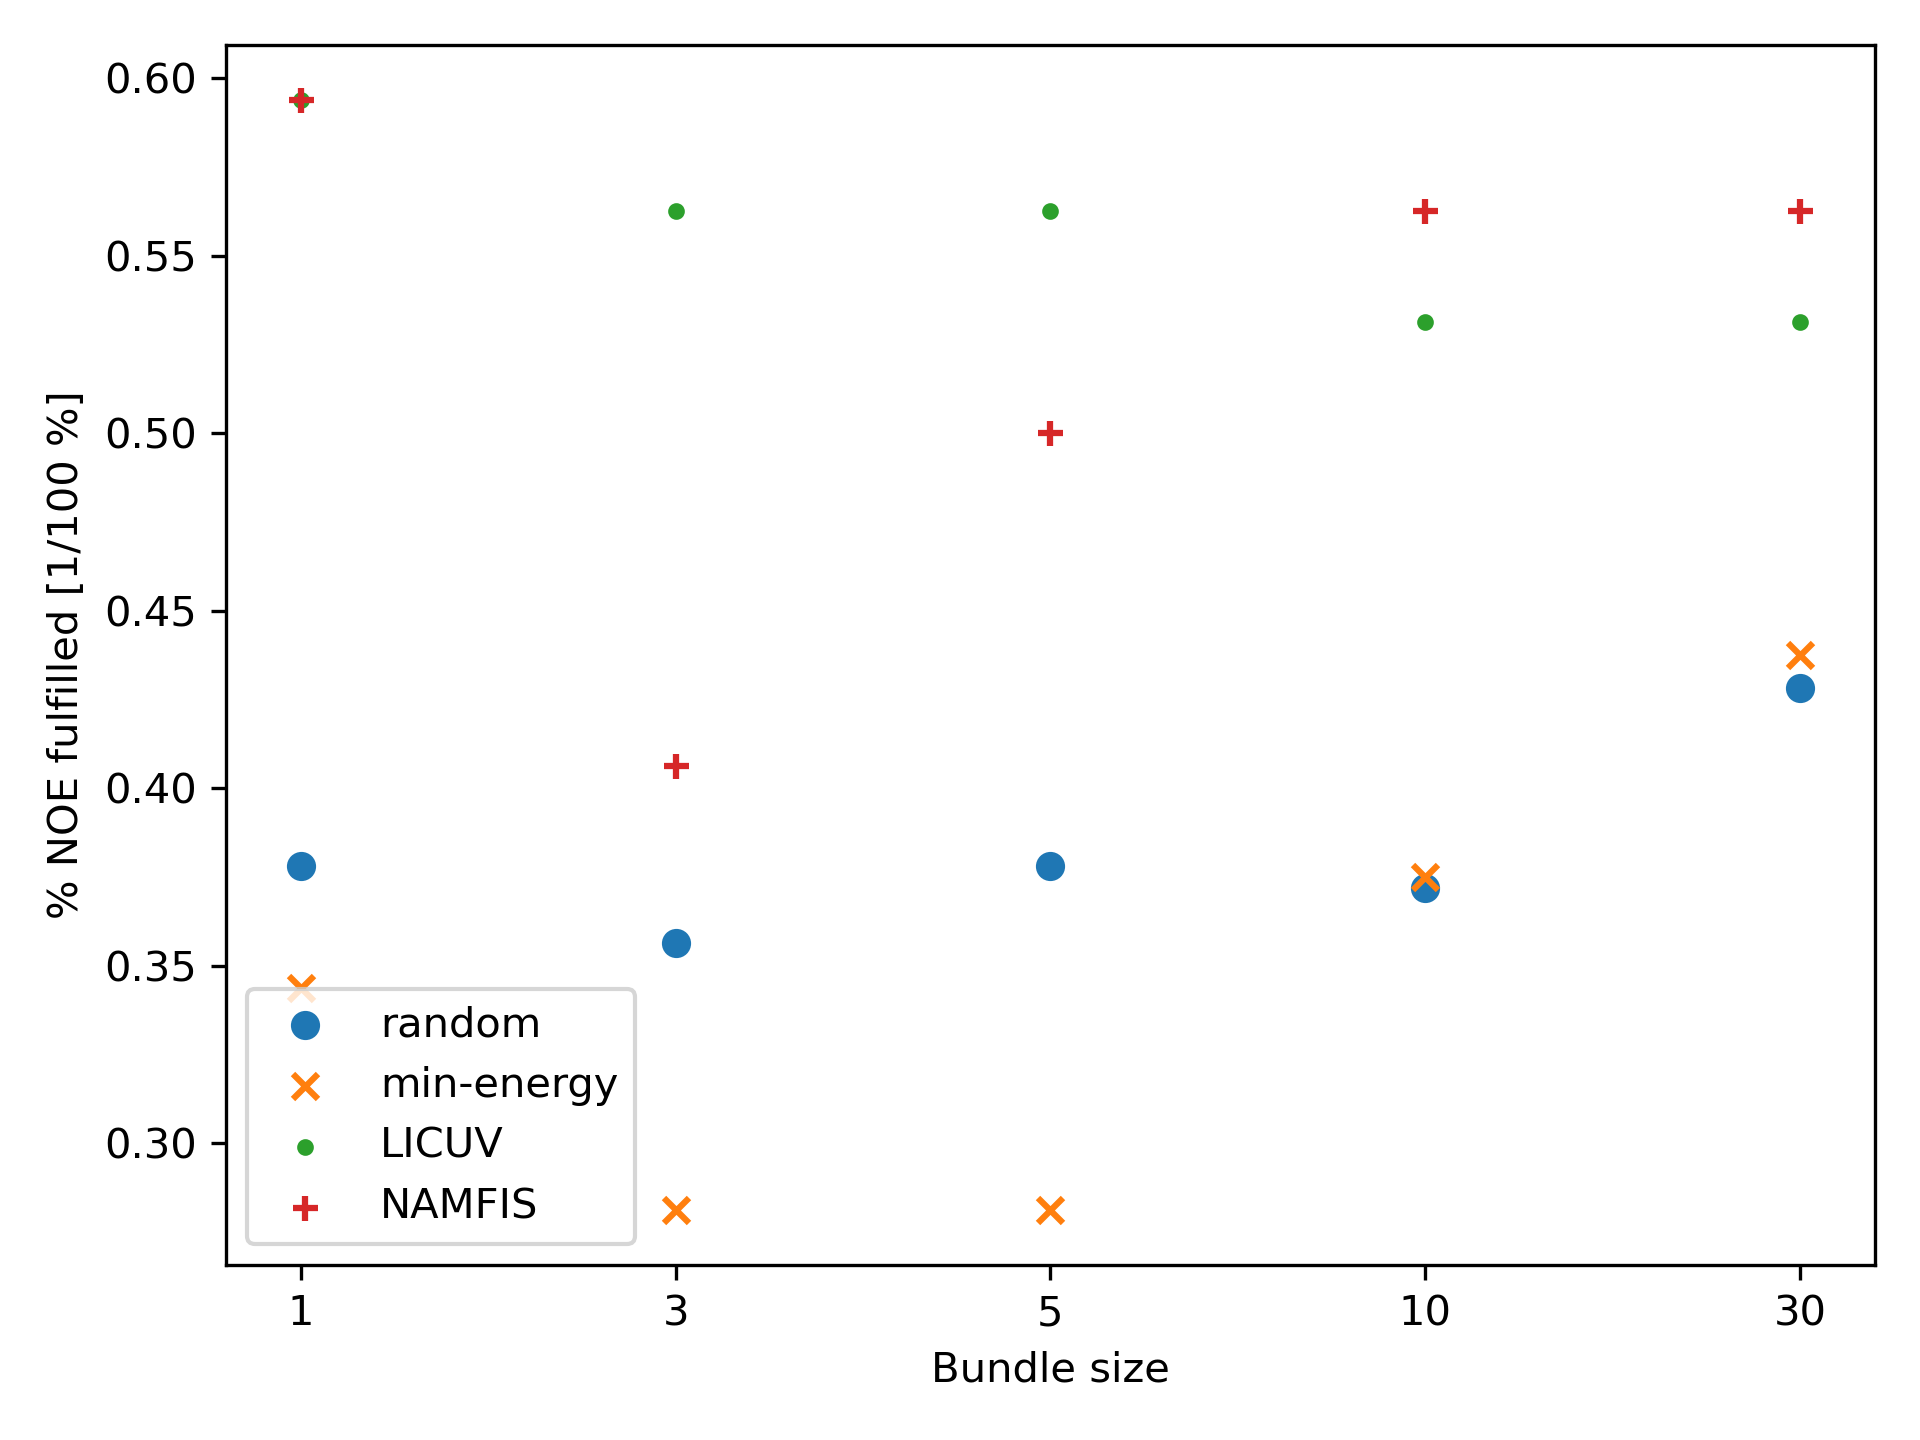 0.60
0.55
0.50
0.45
0.40
0.35
0.30
% NOE fulfilled [1/100 %]
random
min-energy
LICUV
NAMFIS
1 3 5 10 30
Bundle size